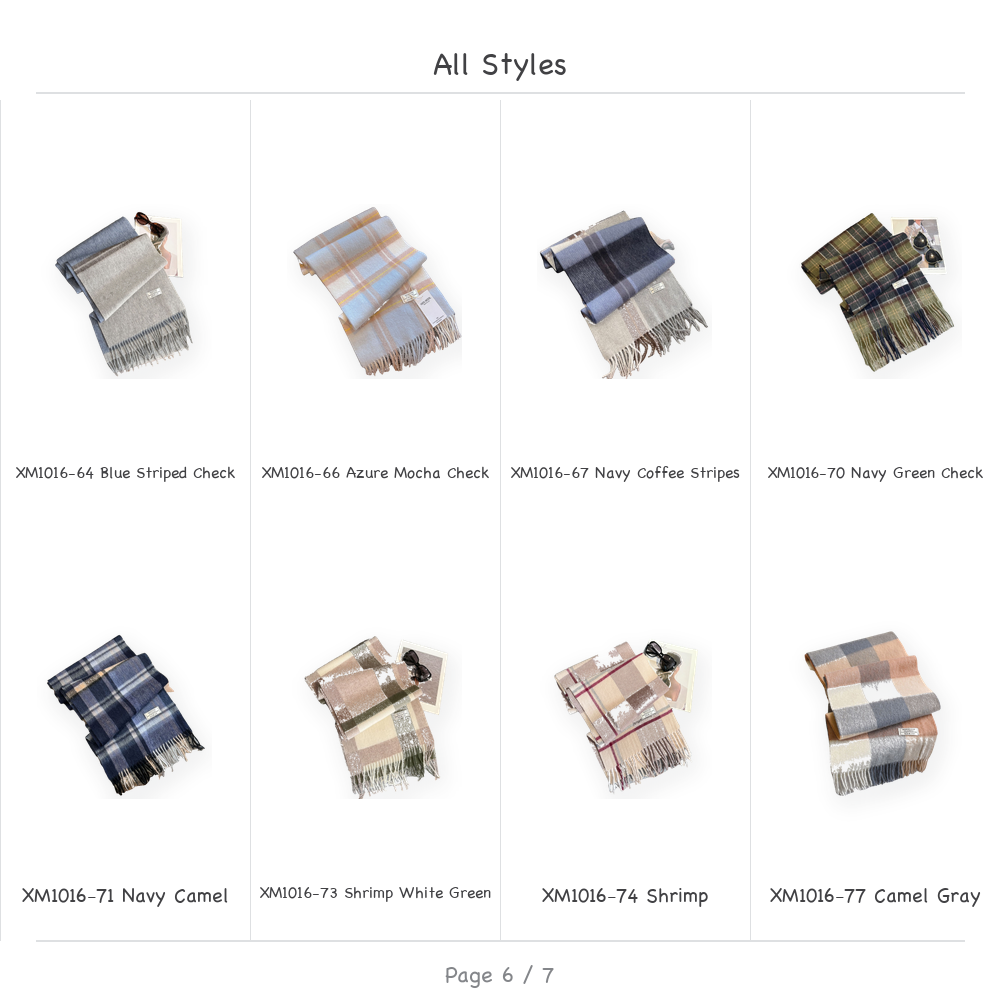 All Styles
XM1016-64 Blue Striped Check
XM1016-66 Azure Mocha Check
XM1016-67 Navy Coffee Stripes
XM1016-70 Navy Green Check
XM1016-71 Navy Camel
XM1016-73 Shrimp White Green
XM1016-74 Shrimp
XM1016-77 Camel Gray
Page 6 / 7